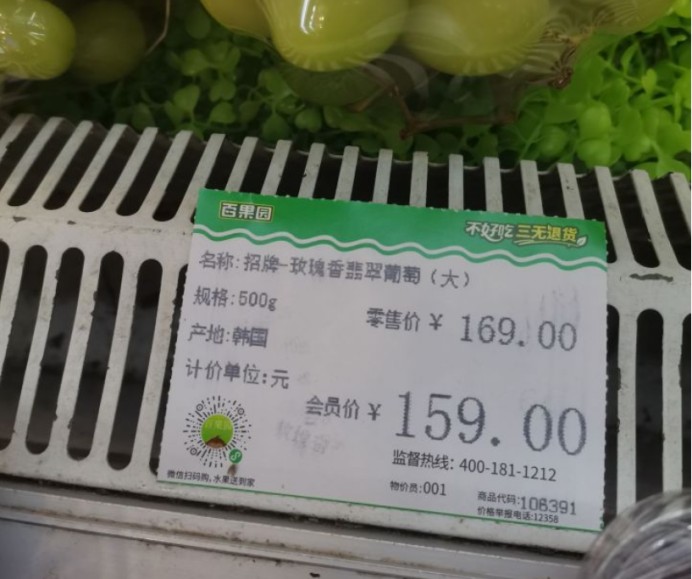 百果园
不好吃 三无退货
名称:招牌-玫瑰香翡翠葡萄（大）
规格:500g
零售价 ¥ 169.00
产地:韩国
计价单位:元
会员价 ¥ 159.00
监督热线: 400-181-1212
微信扫码购,水果送到家
物价员:001
商品代码:106391
价格举报电话:12358